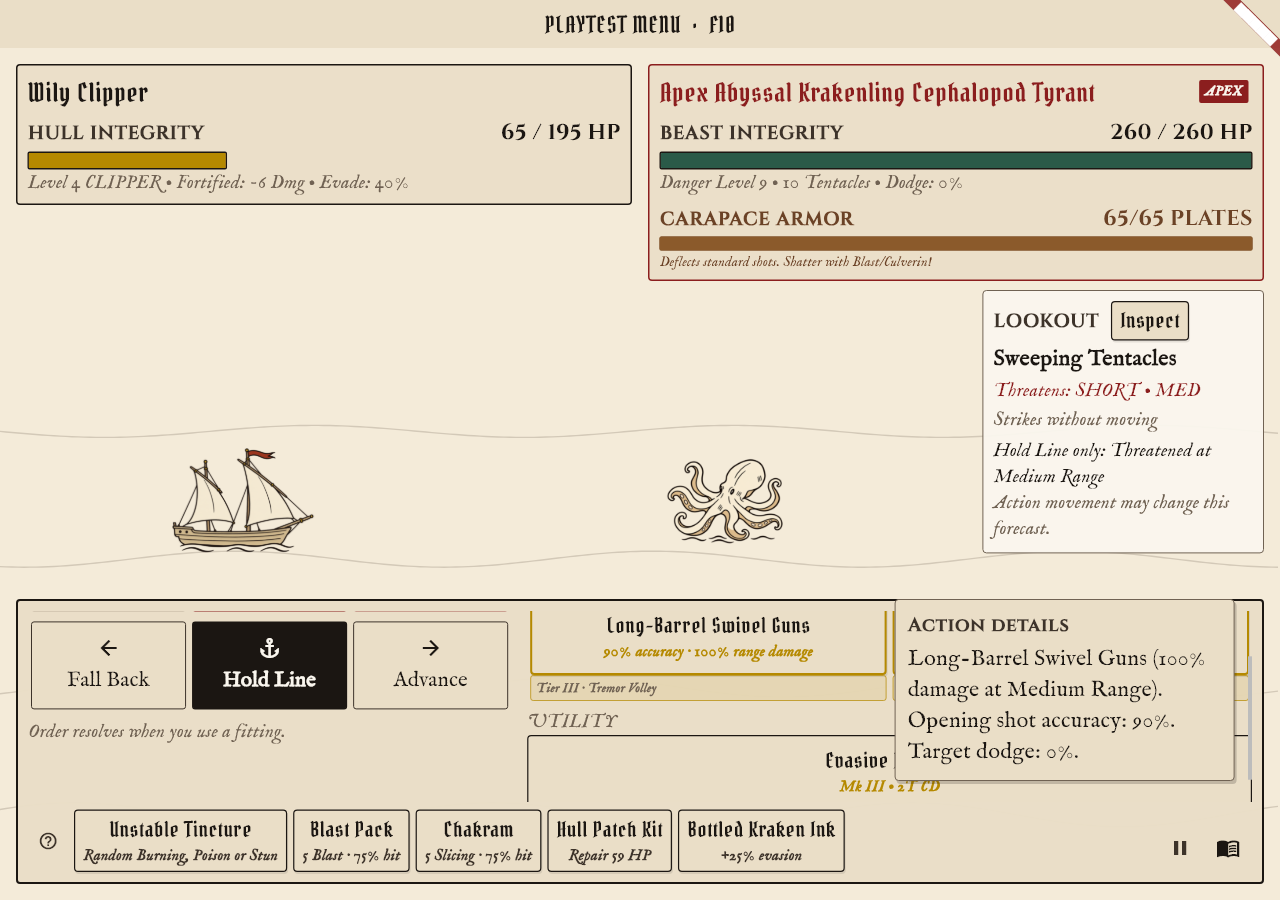 PLAYTEST MENU · F10
Wily Clipper
HULL INTEGRITY
65 / 195 HP
Level 4 CLIPPER • Fortified: -6 Dmg • Evade: 40%
Apex Abyssal Krakenling Cephalopod Tyrant
APEX
BEAST INTEGRITY
260 / 260 HP
Danger Level 9 • 10 Tentacles • Dodge: 0%
CARAPACE ARMOR
65/65 PLATES
Deflects standard shots. Shatter with Blast/Culverin!
LOOKOUT
Inspect
Sweeping Tentacles
Threatens: SHORT • MED
Strikes without moving
Hold Line only: Threatened at
Medium Range
Action movement may change this
forecast.
Fall Back
Hold Line
Advance
Order resolves when you use a fitting.
Long-Barrel Swivel Guns
90% accuracy · 100% range damage
Tier III · Tremor Volley
UTILITY
Evasive
Mk III • 2T CD
ACTION DETAILS
Long-Barrel Swivel Guns (100%
damage at Medium Range).
Opening shot accuracy: 90%.
Target dodge: 0%.
Unstable Tincture
Random Burning, Poison or Stun
Blast Pack
5 Blast · 75% hit
Chakram
5 Slicing · 75% hit
Hull Patch Kit
Repair 59 HP
Bottled Kraken Ink
+25% evasion